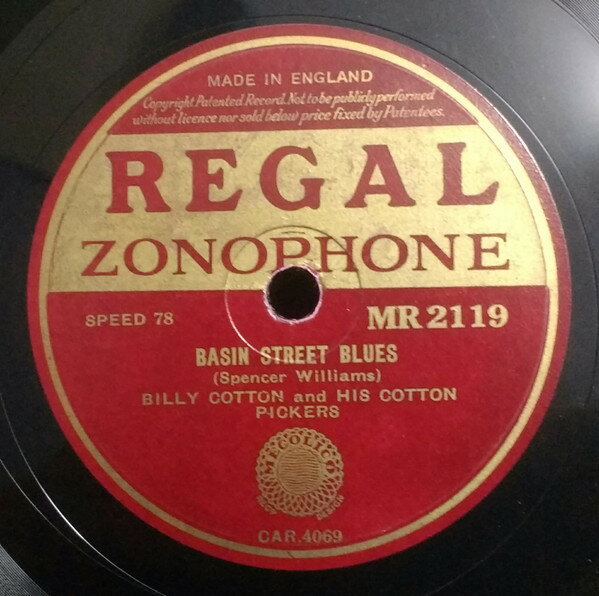 MADE IN ENGLAND
Copyright Patented Record. Not to be publicly performed
without licence nor sold below price fixed by Patentees.
REGAL
ZONOPHONE
SPEED 78 MR 2119
BASIN STREET BLUES
(Spencer Williams)
BILLY COTTON and HIS COTTON
PICKERS
MECOLICO
DESIGN
CAR.4069